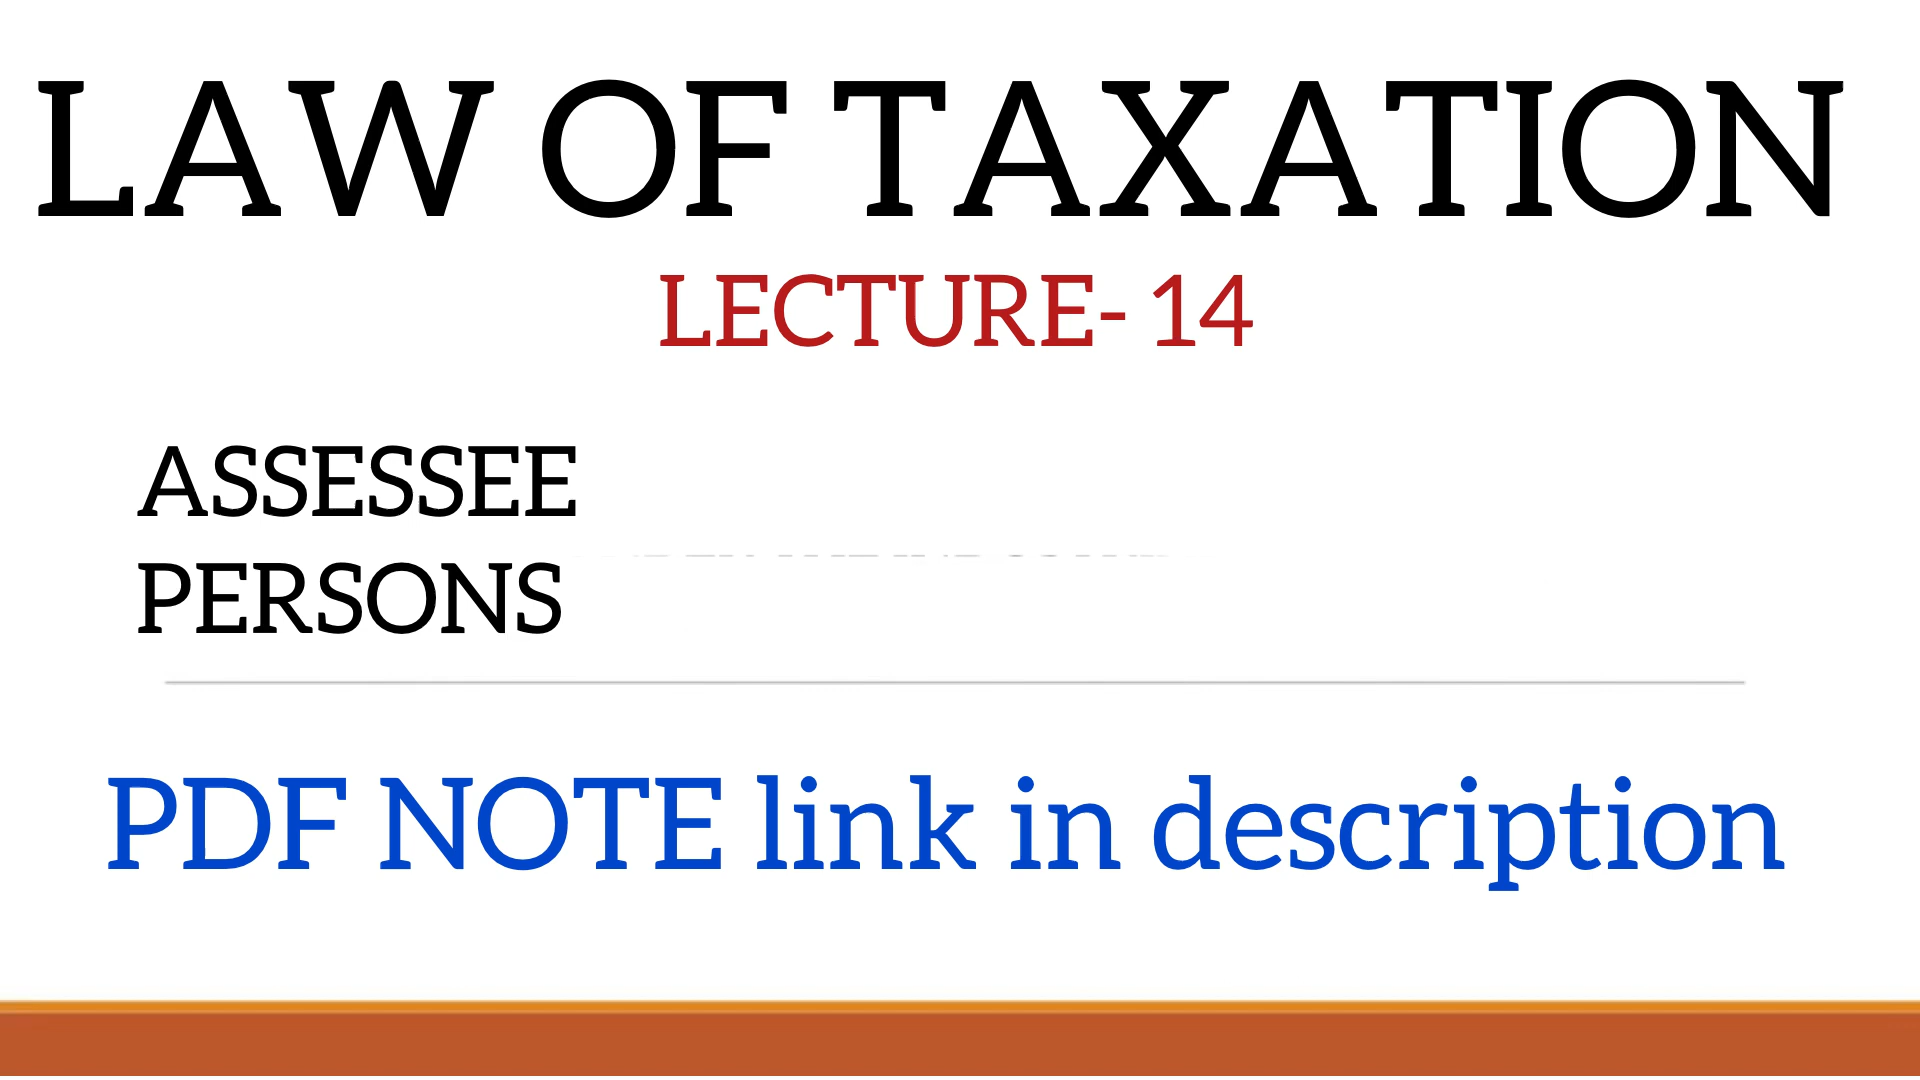 LAW OF TAXATION
LECTURE- 14
ASSESSEE
PERSONS
PDF NOTE link in description